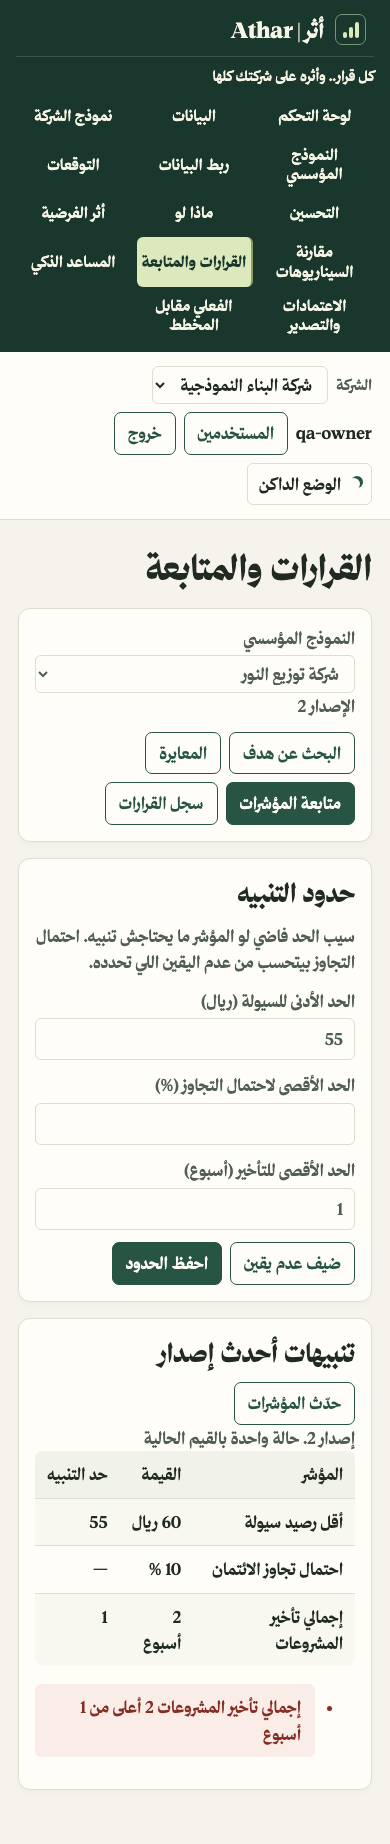 أثر | Athar
كل قرار.. وأثره على شركتك كلها
لوحة التحكم
البيانات
نموذج الشركة
النموذج
المؤسسي
ربط البيانات
التوقعات
التحسين
ماذا لو
أثر الفرضية
مقارنة
السيناريوهات
القرارات والمتابعة
المساعد الذكي
الاعتمادات
والتصدير
الفعلي مقابل
المخطط
الشركة
شركة البناء النموذجية
qa-owner
المستخدمين
خروج
الوضع الداكن
القرارات والمتابعة
النموذج المؤسسي
شركة توزيع النور
الإصدار 2
البحث عن هدف
المعايرة
متابعة المؤشرات
سجل القرارات
حدود التنبيه
سيب الحد فاضي لو المؤشر ما يحتاجش تنبيه. احتمال
التجاوز بيتحسب من عدم اليقين اللي تحدده.
الحد الأدنى للسيولة (ريال)
55
الحد الأقصى لاحتمال التجاوز (%)
الحد الأقصى للتأخير (أسبوع)
1
ضيف عدم يقين
احفظ الحدود
تنبيهات أحدث إصدار
حدّث المؤشرات
إصدار 2. حالة واحدة بالقيم الحالية
المؤشر القيمة حد التنبيه
أقل رصيد سيولة 60 ريال 55
احتمال تجاوز الائتمان 10 % —
إجمالي تأخير 2 1
المشروعات أسبوع
• إجمالي تأخير المشروعات 2 أعلى من 1
أسبوع